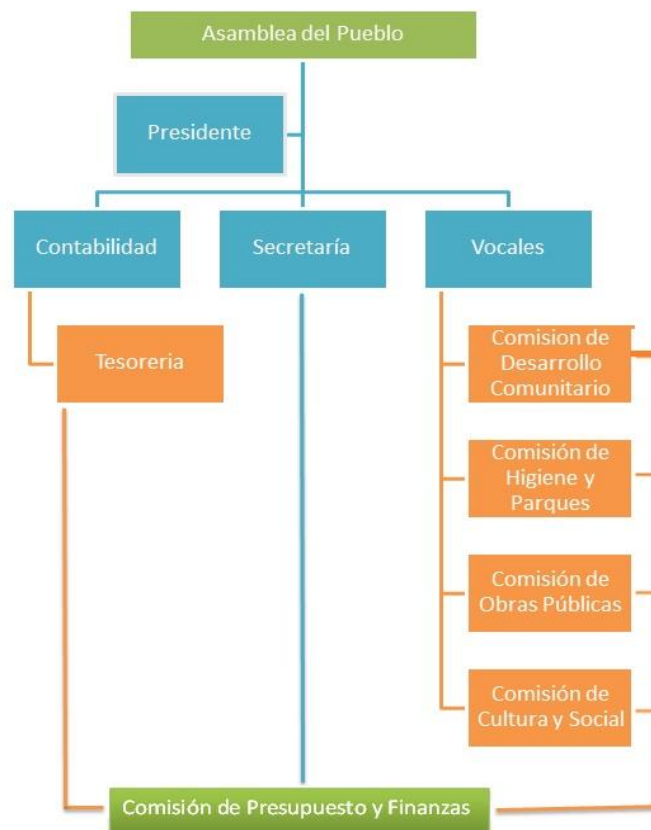 Asamblea del Pueblo
Presidente
Contabilidad
Secretaría
Vocales
Tesoreria
Comision de
Desarrollo
Comunitario
Comisión de
Higiene y
Parques
Comisión de
Obras Públicas
Comisión de
Cultura y Social
Comisión de Presupuesto y Finanzas